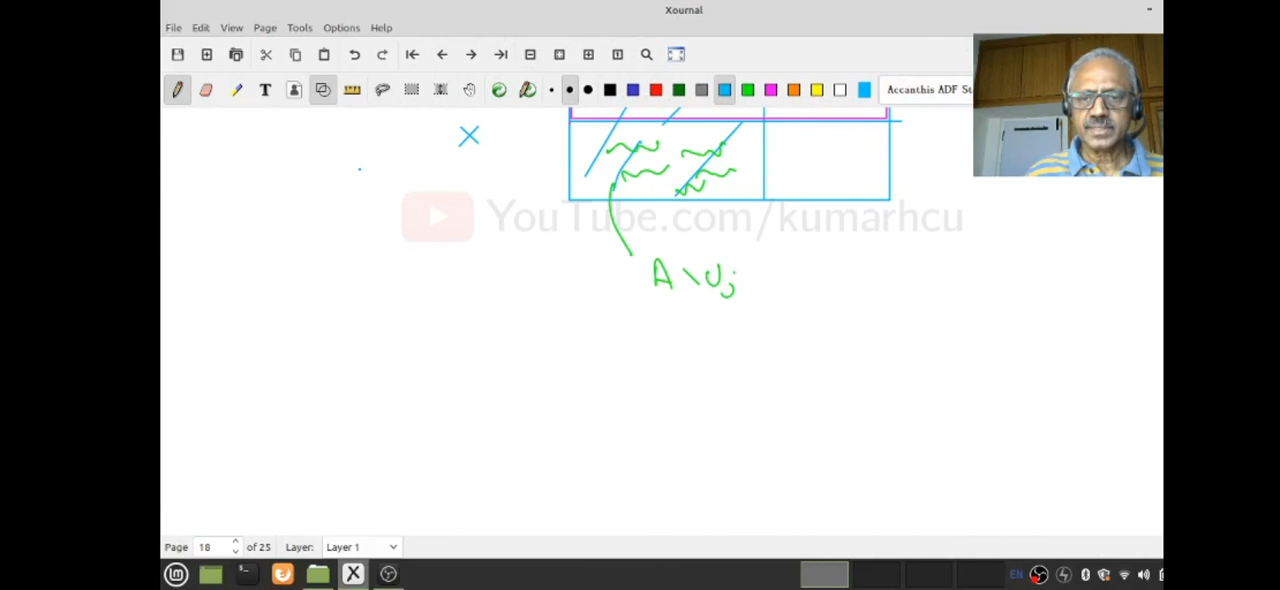 Xournal
File Edit View Page Tools Options Help
T
Accanthis ADF St
X
YouTube.com/kumarhcu
A \ Uj
Page 18 of 25 Layer: Layer 1
EN